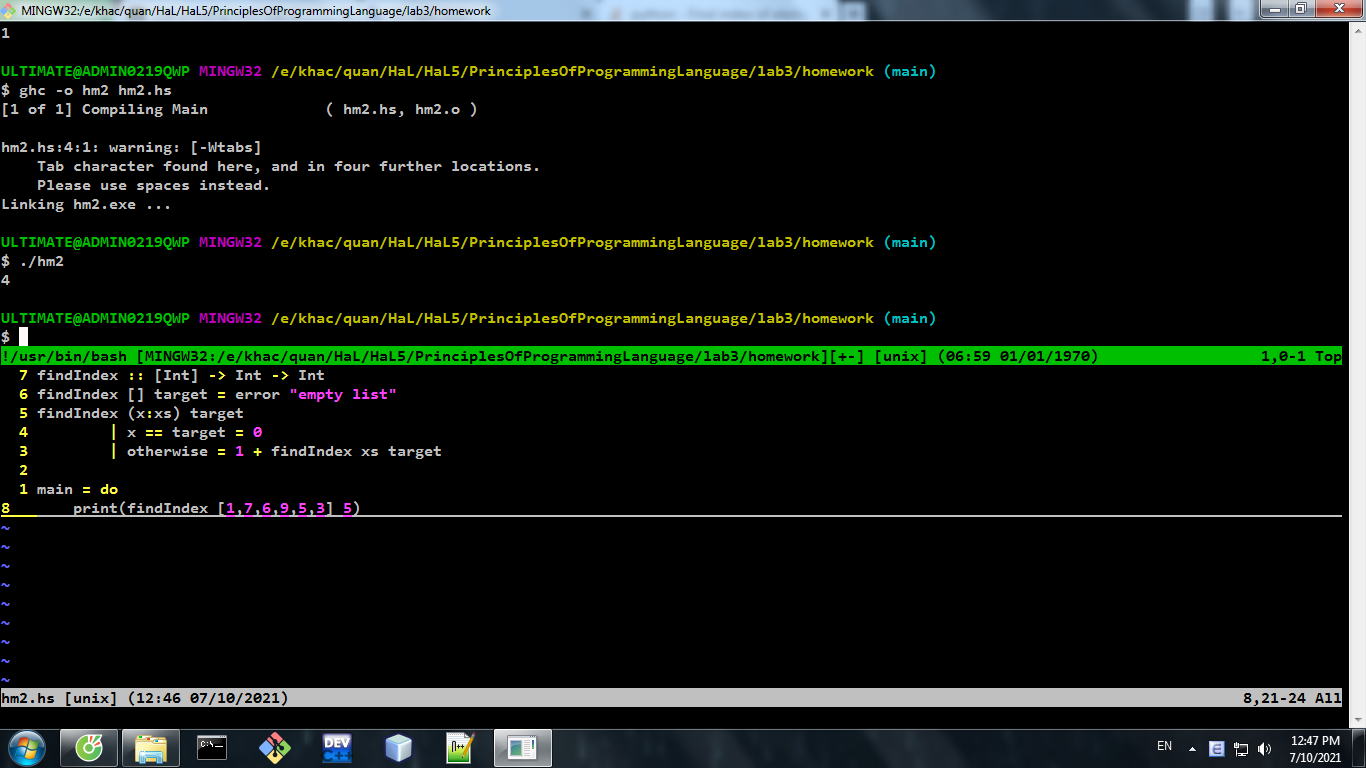 MINGW32:/e/khac/quan/HaL/HaL5/PrinciplesOfProgrammingLanguage/lab3/homework
1
ULTIMATE@ADMIN0219QWP MINGW32 /e/khac/quan/HaL/HaL5/PrinciplesOfProgrammingLanguage/lab3/homework (main)
$ ghc -o hm2 hm2.hs
[1 of 1] Compiling Main             ( hm2.hs, hm2.o )
hm2.hs:4:1: warning: [-Wtabs]
    Tab character found here, and in four further locations.
    Please use spaces instead.
Linking hm2.exe ...
ULTIMATE@ADMIN0219QWP MINGW32 /e/khac/quan/HaL/HaL5/PrinciplesOfProgrammingLanguage/lab3/homework (main)
$ ./hm2
4
ULTIMATE@ADMIN0219QWP MINGW32 /e/khac/quan/HaL/HaL5/PrinciplesOfProgrammingLanguage/lab3/homework (main)
$
!/usr/bin/bash [MINGW32:/e/khac/quan/HaL/HaL5/PrinciplesOfProgrammingLanguage/lab3/homework][+-] [unix] (06:59 01/01/1970) 1,0-1 Top
  7 findIndex :: [Int] -> Int -> Int
  6 findIndex [] target = error "empty list"
  5 findIndex (x:xs) target
  4         | x == target = 0
  3         | otherwise = 1 + findIndex xs target
  2
  1 main = do
8       print(findIndex [1,7,6,9,5,3] 5)
~
~
~
~
~
~
~
~
~
hm2.hs [unix] (12:46 07/10/2021) 8,21-24 All
C:\_
DEV
C++
EN
12:47 PM
7/10/2021